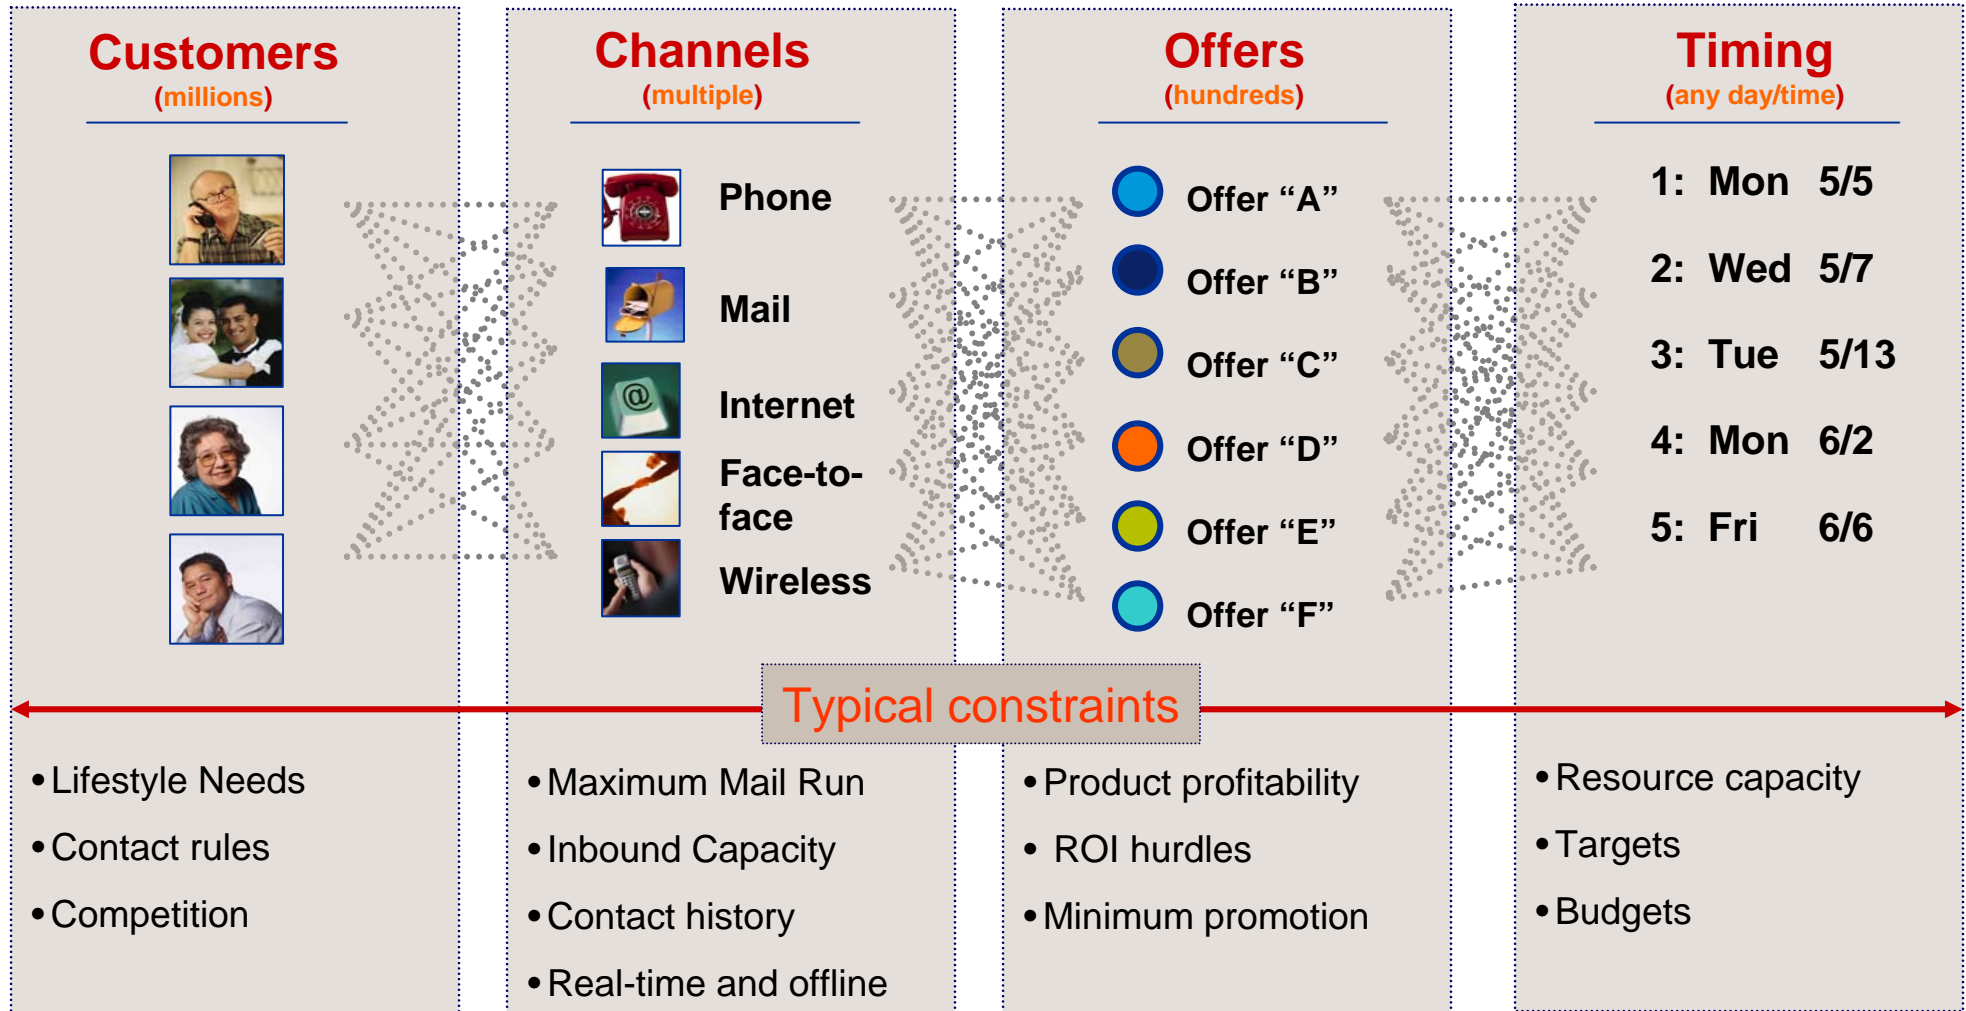 Customers
(millions)
Channels
(multiple)
Phone
Mail
@
Internet
Face-to-
face
Wireless
Offers
(hundreds)
Offer “A”
Offer “B”
Offer “C”
Offer “D”
Offer “E”
Offer “F”
Timing
(any day/time)
1: Mon 5/5
2: Wed 5/7
3: Tue 5/13
4: Mon 6/2
5: Fri 6/6
Typical constraints
•Lifestyle Needs
•Contact rules
•Competition
•Maximum Mail Run
•Inbound Capacity
•Contact history
•Real-time and offline
•Product profitability
• ROI hurdles
•Minimum promotion
•Resource capacity
•Targets
•Budgets